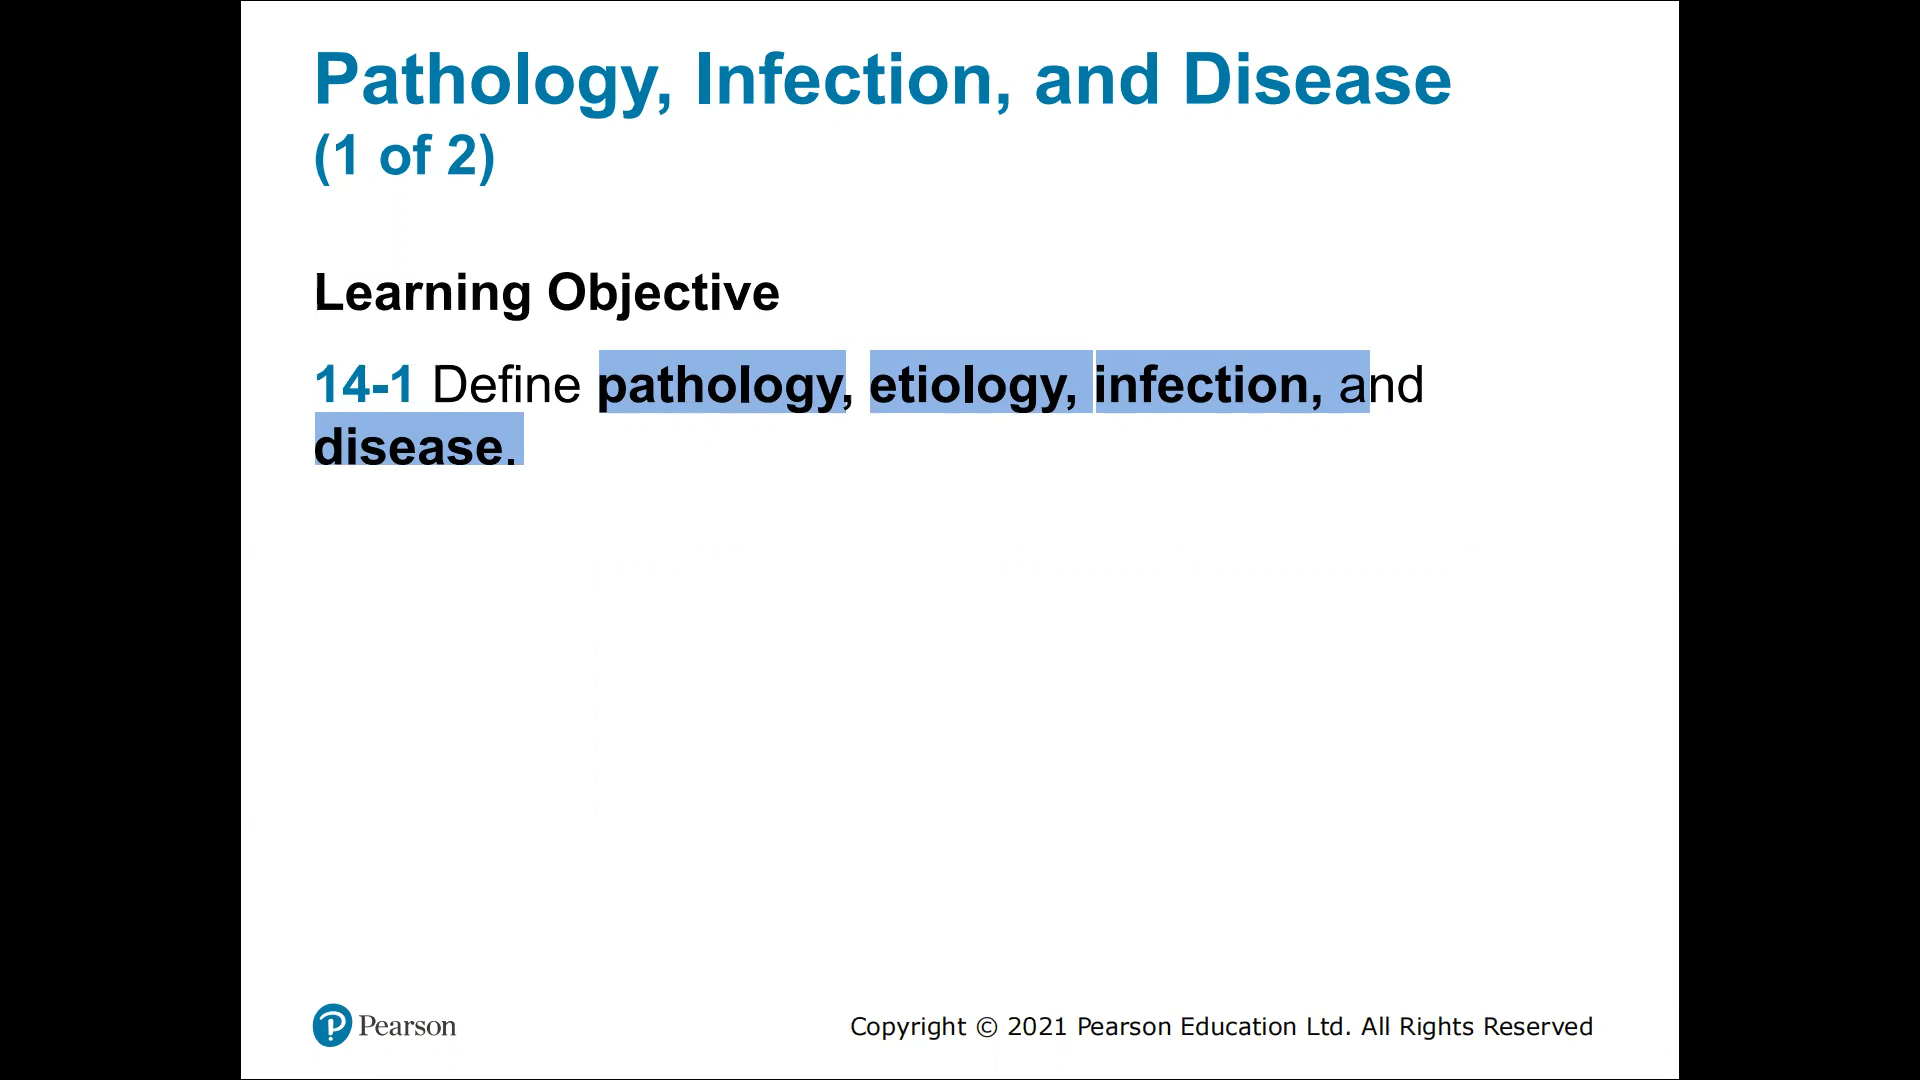 Pathology, Infection, and Disease
(1 of 2)
Learning Objective
14-1 Define pathology, etiology, infection, and
disease.
Pearson
Copyright © 2021 Pearson Education Ltd. All Rights Reserved